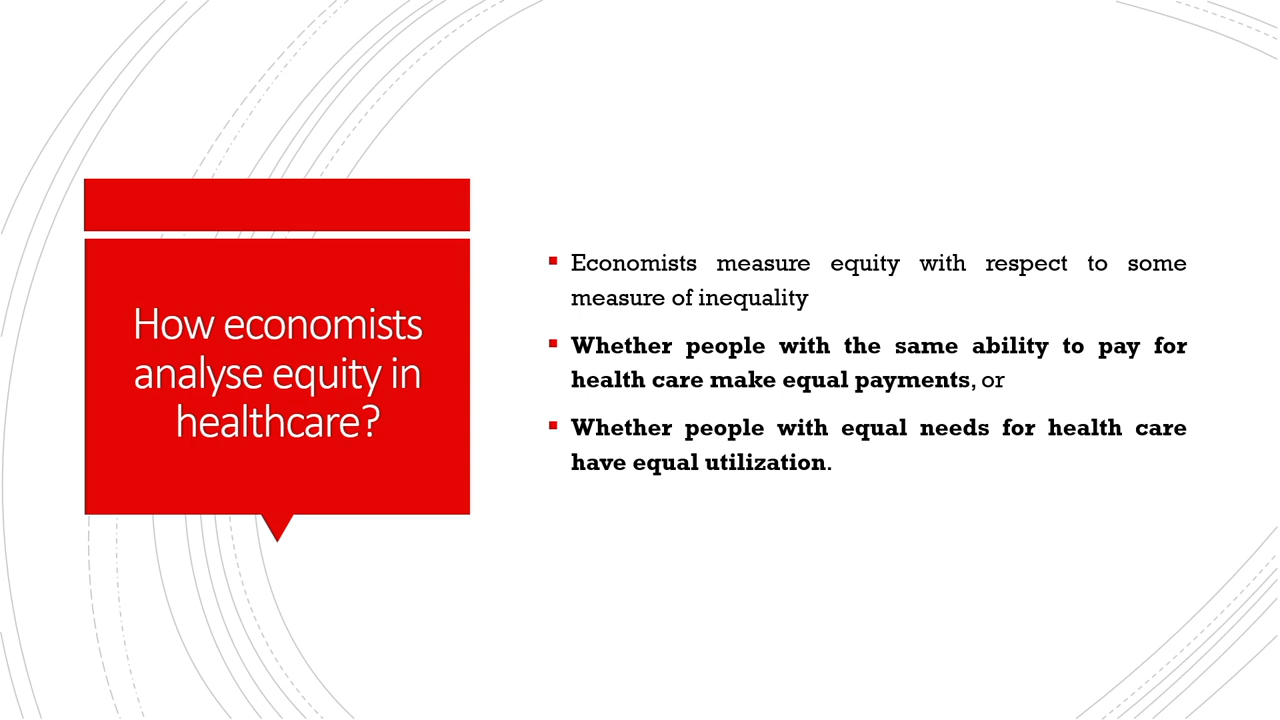 How economists
analyse equity in
healthcare?
Economists measure equity with respect to some
measure of inequality
Whether people with the same ability to pay for
health care make equal payments, or
Whether people with equal needs for health care
have equal utilization.